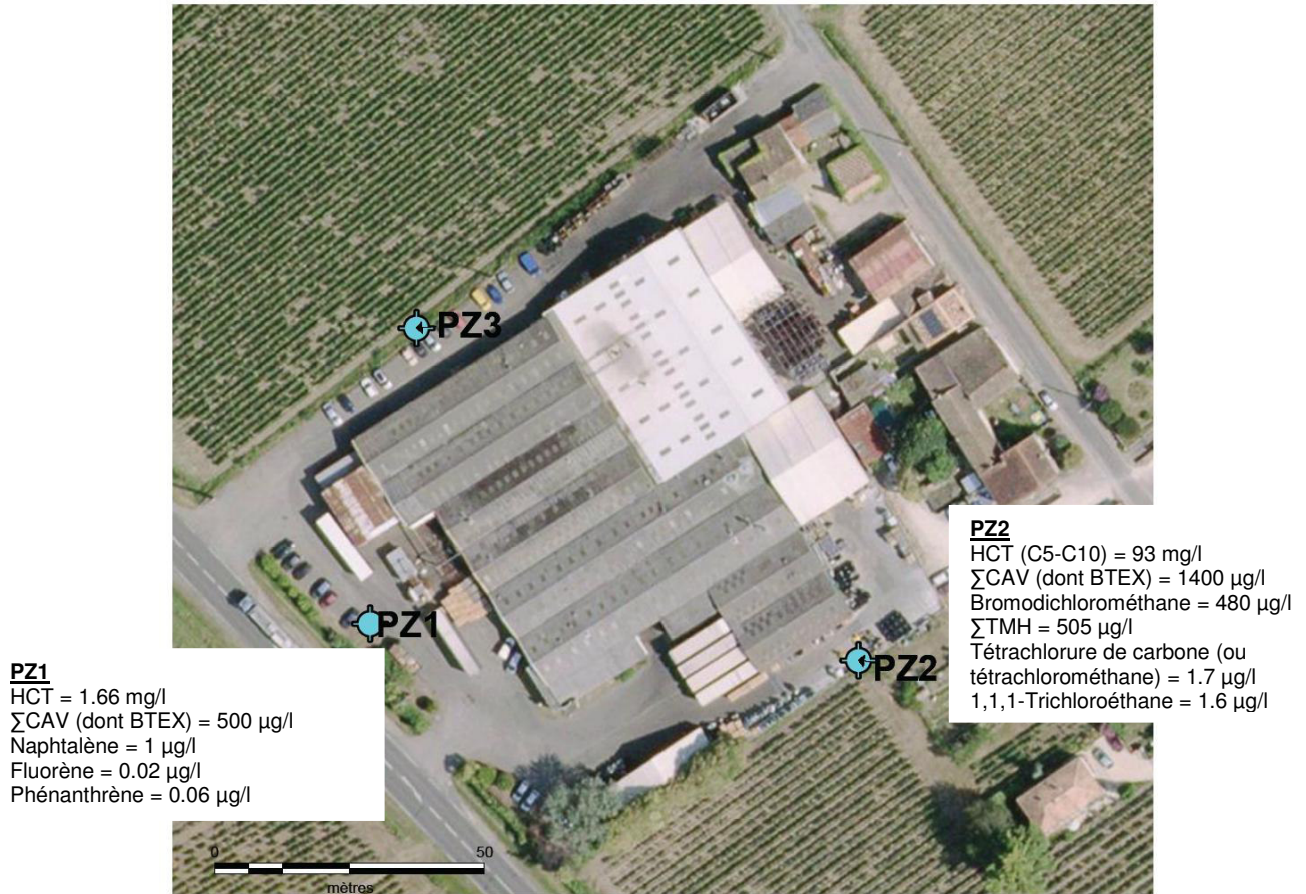 PZ3
PZ1
PZ2
PZ2
HCT (C5-C10) = 93 mg/l
∑CAV (dont BTEX) = 1400 µg/l
Bromodichlorométhane = 480 µg/l
∑TMH = 505 µg/l
Tétrachlorure de carbone (ou
tétrachlorométhane) = 1.7 µg/l
1,1,1-Trichloroéthane = 1.6 µg/l
PZ1
HCT = 1.66 mg/l
∑CAV (dont BTEX) = 500 µg/l
Naphtalène = 1 µg/l
Fluorène = 0.02 µg/l
Phénanthrène = 0.06 µg/l
0 50
mètres